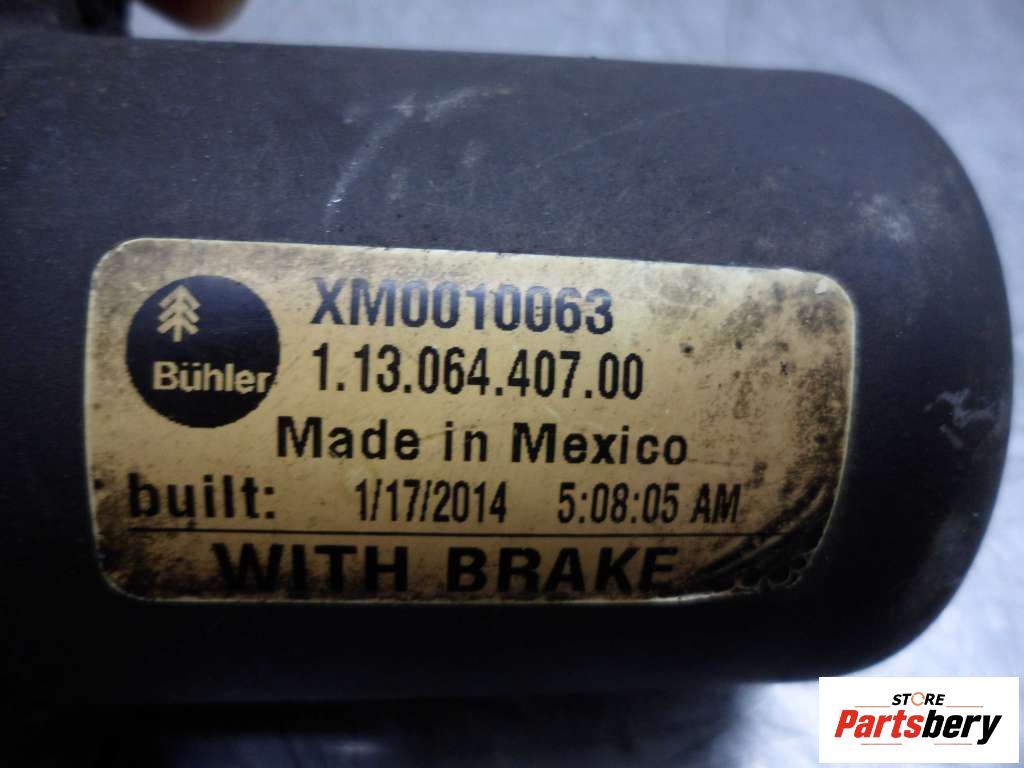 Bühler
XM0010063
1.13.064.407.00
Made in Mexico
built: 1/17/2014 5:08:05 AM
WITH BRAKE
STORE
Partsbery